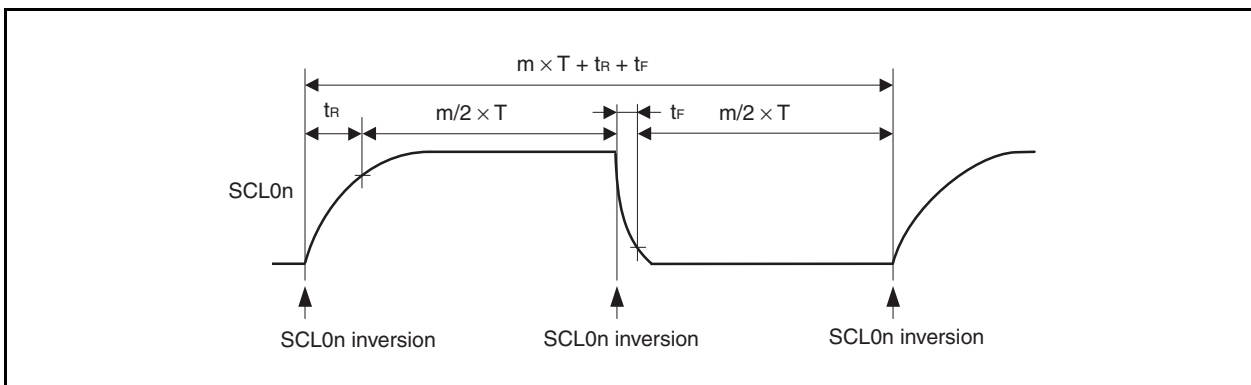 m × T + tR + tF
tR
m/2 × T
tF
m/2 × T
SCL0n
SCL0n inversion
SCL0n inversion
SCL0n inversion